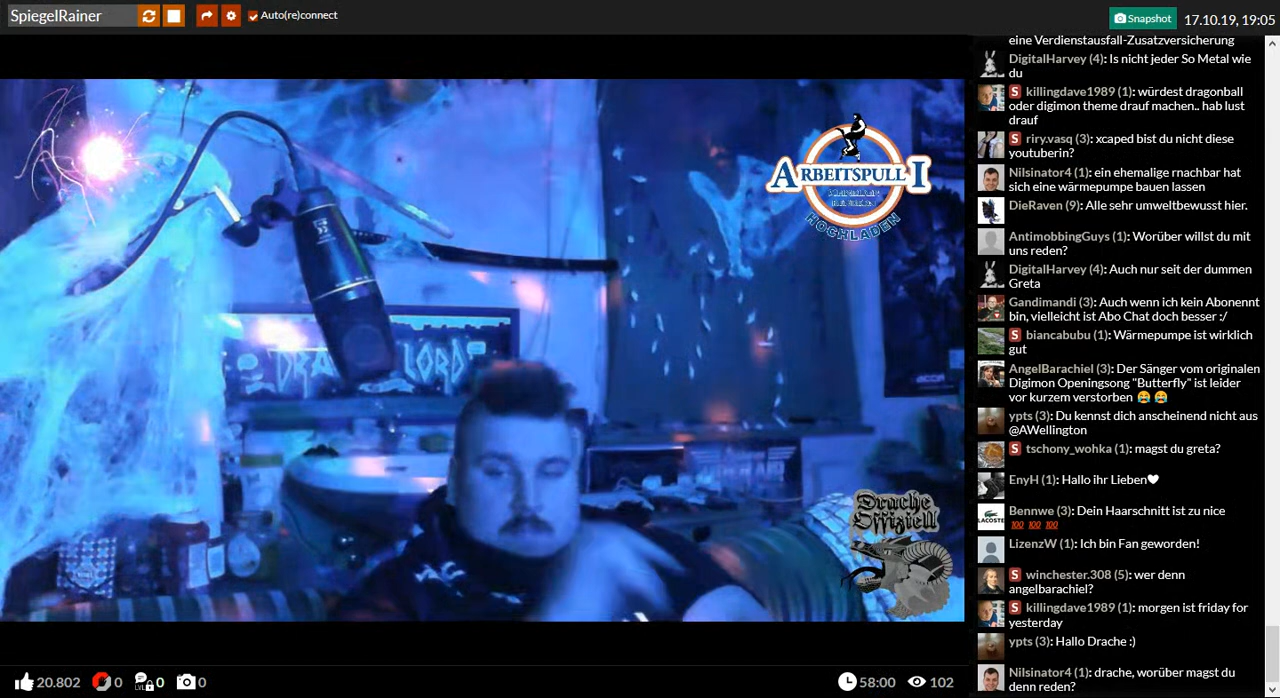 SpiegelRainer
Auto(re)connect
Snapshot
17.10.19, 19:05
ARBEITSPULLI
HOCHLADEN
LORD
Drache
Offiziell
eine Verdienstausfall-Zusatzversicherung
DigitalHarvey (4): Is nicht jeder So Metal wie
du
S killingdave1989 (1): würdest dragonball
oder digimon theme drauf machen.. hab lust
drauf
S riry.vasq (3): xcaped bist du nicht diese
youtuberin?
Nilsinator4 (1): ein ehemalige rnachbar hat
sich eine wärmepumpe bauen lassen
DieRaven (9): Alle sehr umweltbewusst hier.
AntimobbingGuys (1): Worüber willst du mit
uns reden?
DigitalHarvey (4): Auch nur seit der dummen
Greta
Gandimandi (3): Auch wenn ich kein Abonennt
bin, vielleicht ist Abo Chat doch besser :/
S biancabubu (1): Wärmepumpe ist wirklich
gut
AngelBarachiel (3): Der Sänger vom originalen
Digimon Openingsong "Butterfly" ist leider
vor kurzem verstorben 😂 😂
ypts (3): Du kennst dich anscheinend nicht aus
@AWellington
S tschony_wohka (1): magst du greta?
EnyH (1): Hallo ihr Lieben♥
LACOSTE
Bennwe (3): Dein Haarschnitt ist zu nice
💯 💯 💯
LizenzW (1): Ich bin Fan geworden!
S winchester.308 (5): wer denn
angelbarachiel?
S killingdave1989 (1): morgen ist friday for
yesterday
ypts (3): Hallo Drache :)
Nilsinator4 (1): drache, worüber magst du
denn reden?
20.802
0
LVL 0
0
58:00
102